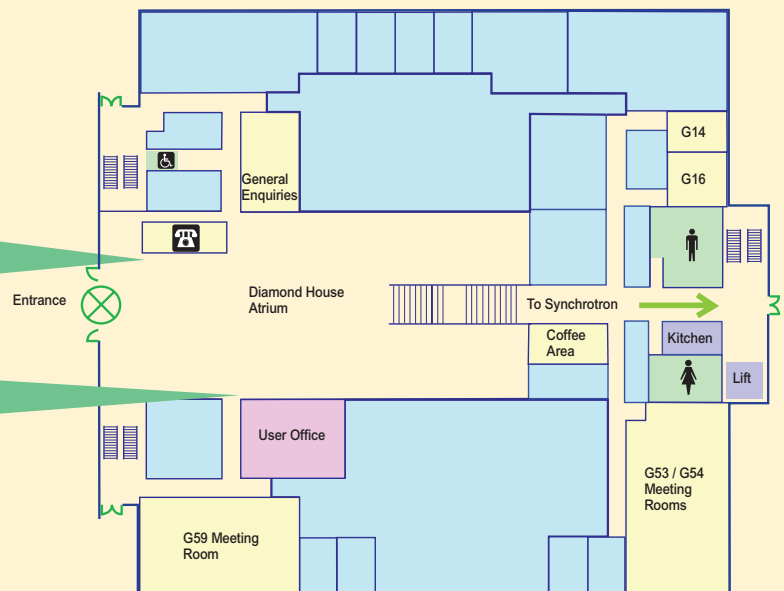 G14
G16
General
Enquiries
Entrance
Diamond House
Atrium
To Synchrotron
Coffee
Area
Kitchen
Lift
User Office
G53 / G54
Meeting
Rooms
G59 Meeting
Room